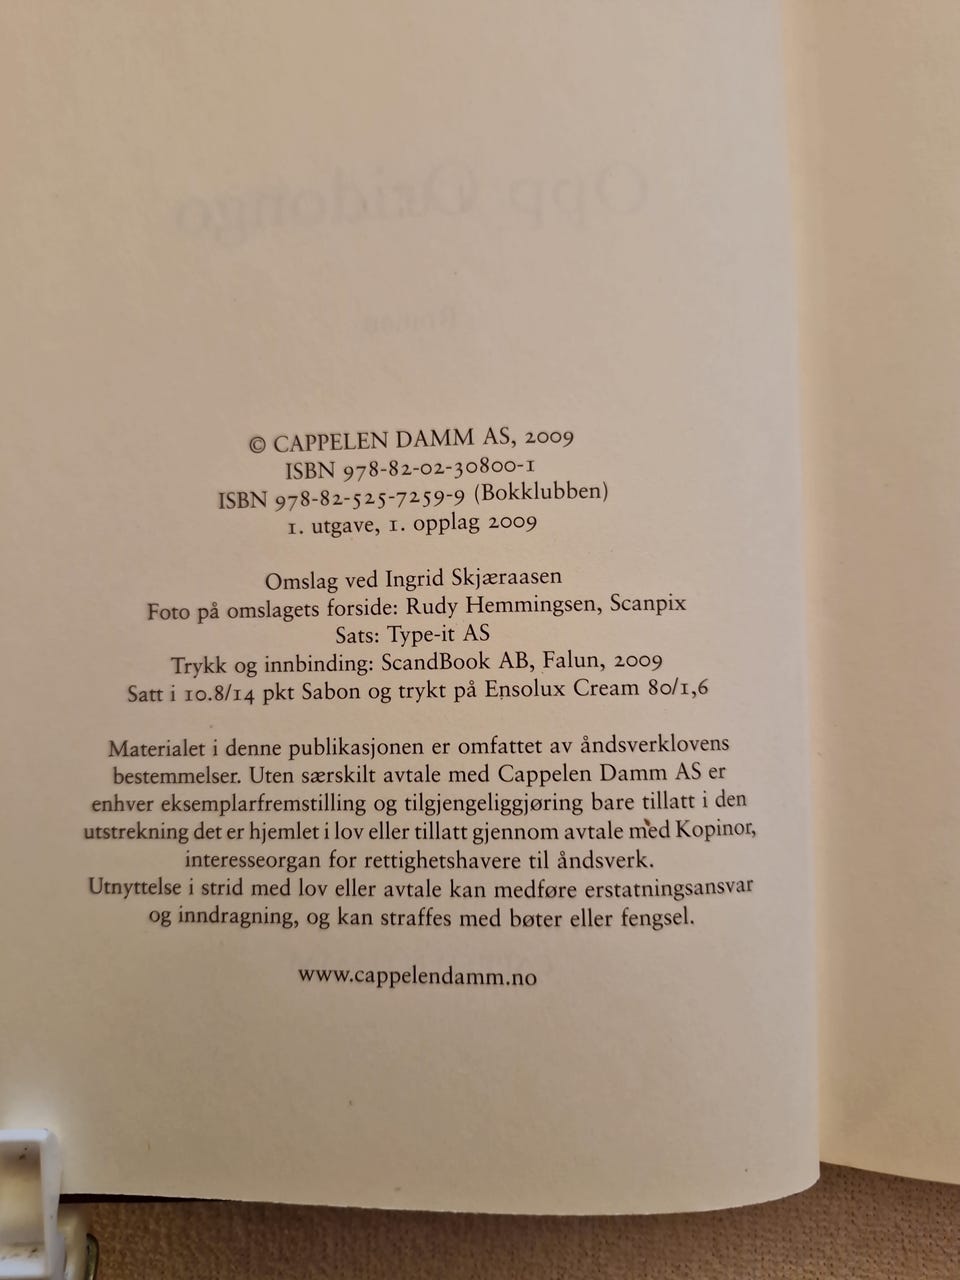 Opp Oridongo
Roman
© CAPPELEN DAMM AS, 2009
ISBN 978-82-02-30800-1
ISBN 978-82-525-7259-9 (Bokklubben)
1. utgave, 1. opplag 2009
Omslag ved Ingrid Skjæraasen
Foto på omslagets forside: Rudy Hemmingsen, Scanpix
Sats: Type-it AS
Trykk og innbinding: ScandBook AB, Falun, 2009
Satt i 10.8/14 pkt Sabon og trykt på Ensolux Cream 80/1,6
Materialet i denne publikasjonen er omfattet av åndsverklovens
bestemmelser. Uten særskilt avtale med Cappelen Damm AS er
enhver eksemplarfremstilling og tilgjengeliggjøring bare tillatt i den
utstrekning det er hjemlet i lov eller tillatt gjennom avtale med Kopinor,
interesseorgan for rettighetshavere til åndsverk.
Utnyttelse i strid med lov eller avtale kan medføre erstatningsansvar
og inndragning, og kan straffes med bøter eller fengsel.
www.cappelendamm.no